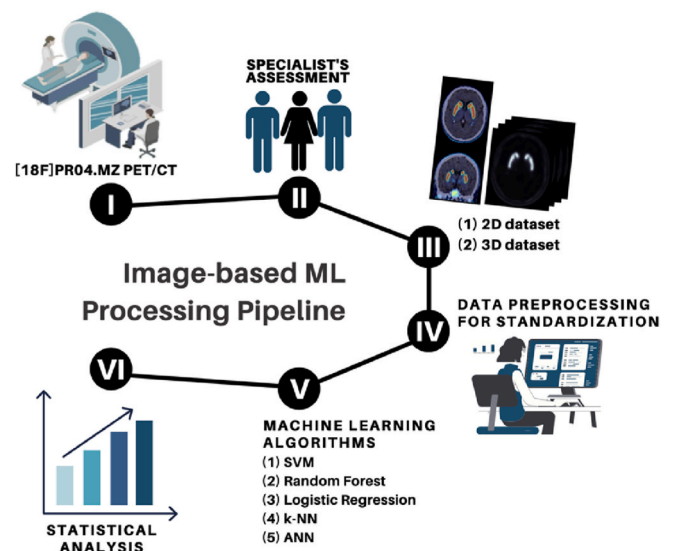 [18F]PR04.MZ PET/CT
I
SPECIALIST'S
ASSESSMENT
II
III
(1) 2D dataset
(2) 3D dataset
Image-based ML
Processing Pipeline
IV
DATA PREPROCESSING
FOR STANDARDIZATION
V
MACHINE LEARNING
ALGORITHMS
(1) SVM
(2) Random Forest
(3) Logistic Regression
(4) k-NN
(5) ANN
VI
STATISTICAL
ANALYSIS